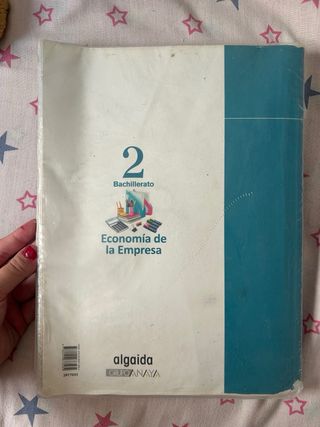 2
Bachillerato
Economía de
la Empresa
algaida
GRUPO ANAYA